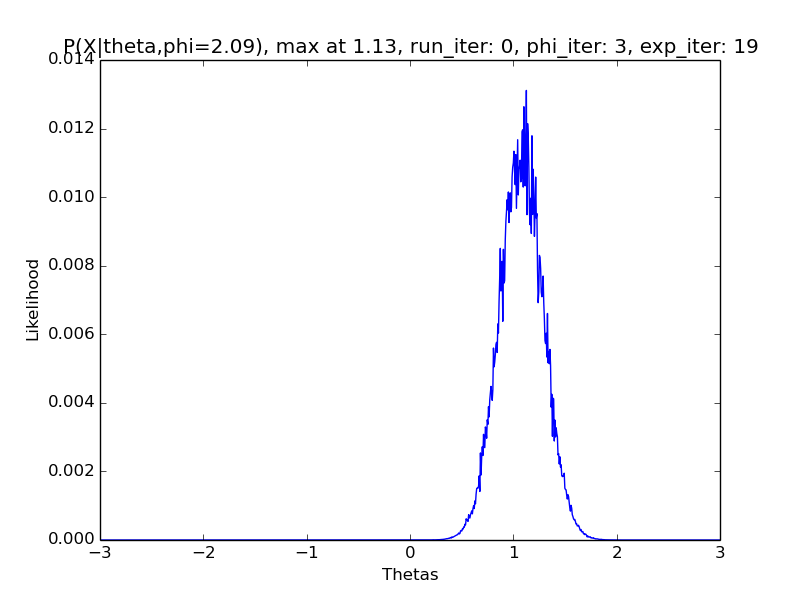 P(X|theta,phi=2.09), max at 1.13, run_iter: 0, phi_iter: 3, exp_iter: 19
0.014
0.012
0.010
0.008
0.006
0.004
0.002
0.000
Likelihood
−3 −2 −1 0 1 2 3
Thetas